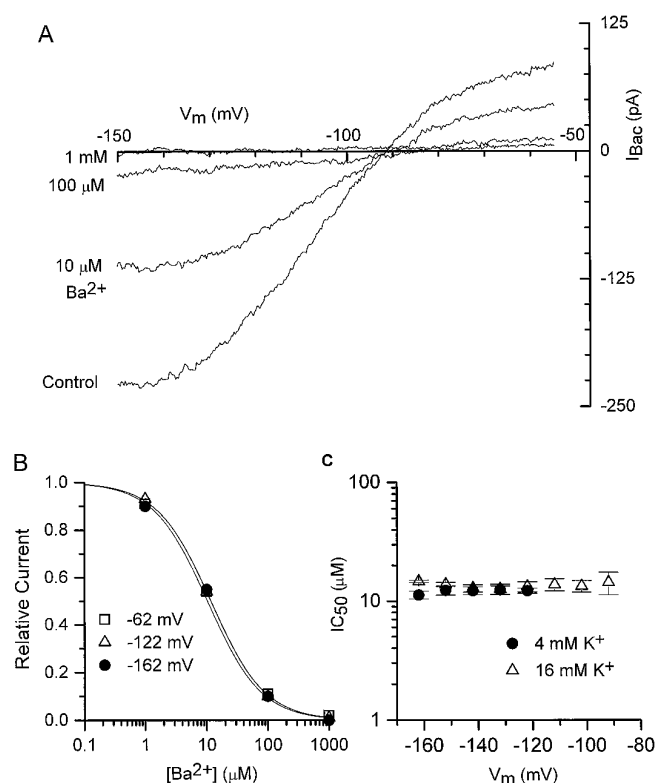 A
125
V_m (mV)
I_Bac (pA)
-150
-100
-50
1 mM
0
100 μM
10 μM
Ba²⁺
-125
Control
-250
B
C
1.0
0.8
0.6
0.4
0.2
0.0
Relative Current
-62 mV
-122 mV
-162 mV
0.1 1 10 100 1000
[Ba²⁺] (μM)
100
10
1
IC₅₀ (μM)
4 mM K⁺
16 mM K⁺
-160 -140 -120 -100 -80
V_m (mV)